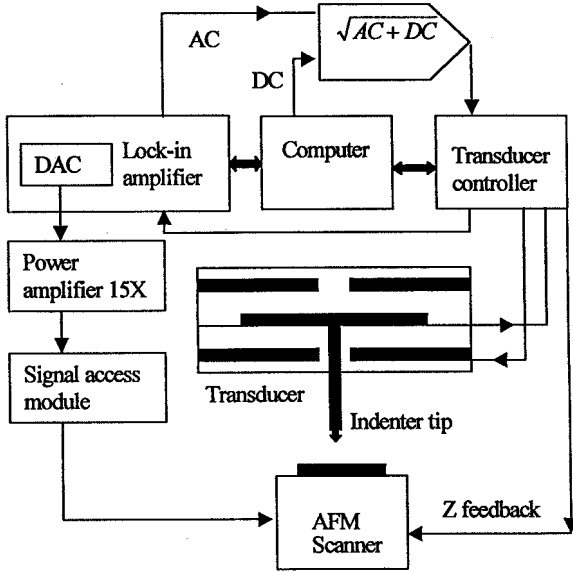 √AC + DC
AC
DC
Lock-in
amplifier
DAC
Computer
Transducer
controller
Power
amplifier 15X
Signal access
module
Transducer
Indenter tip
Z feedback
AFM
Scanner